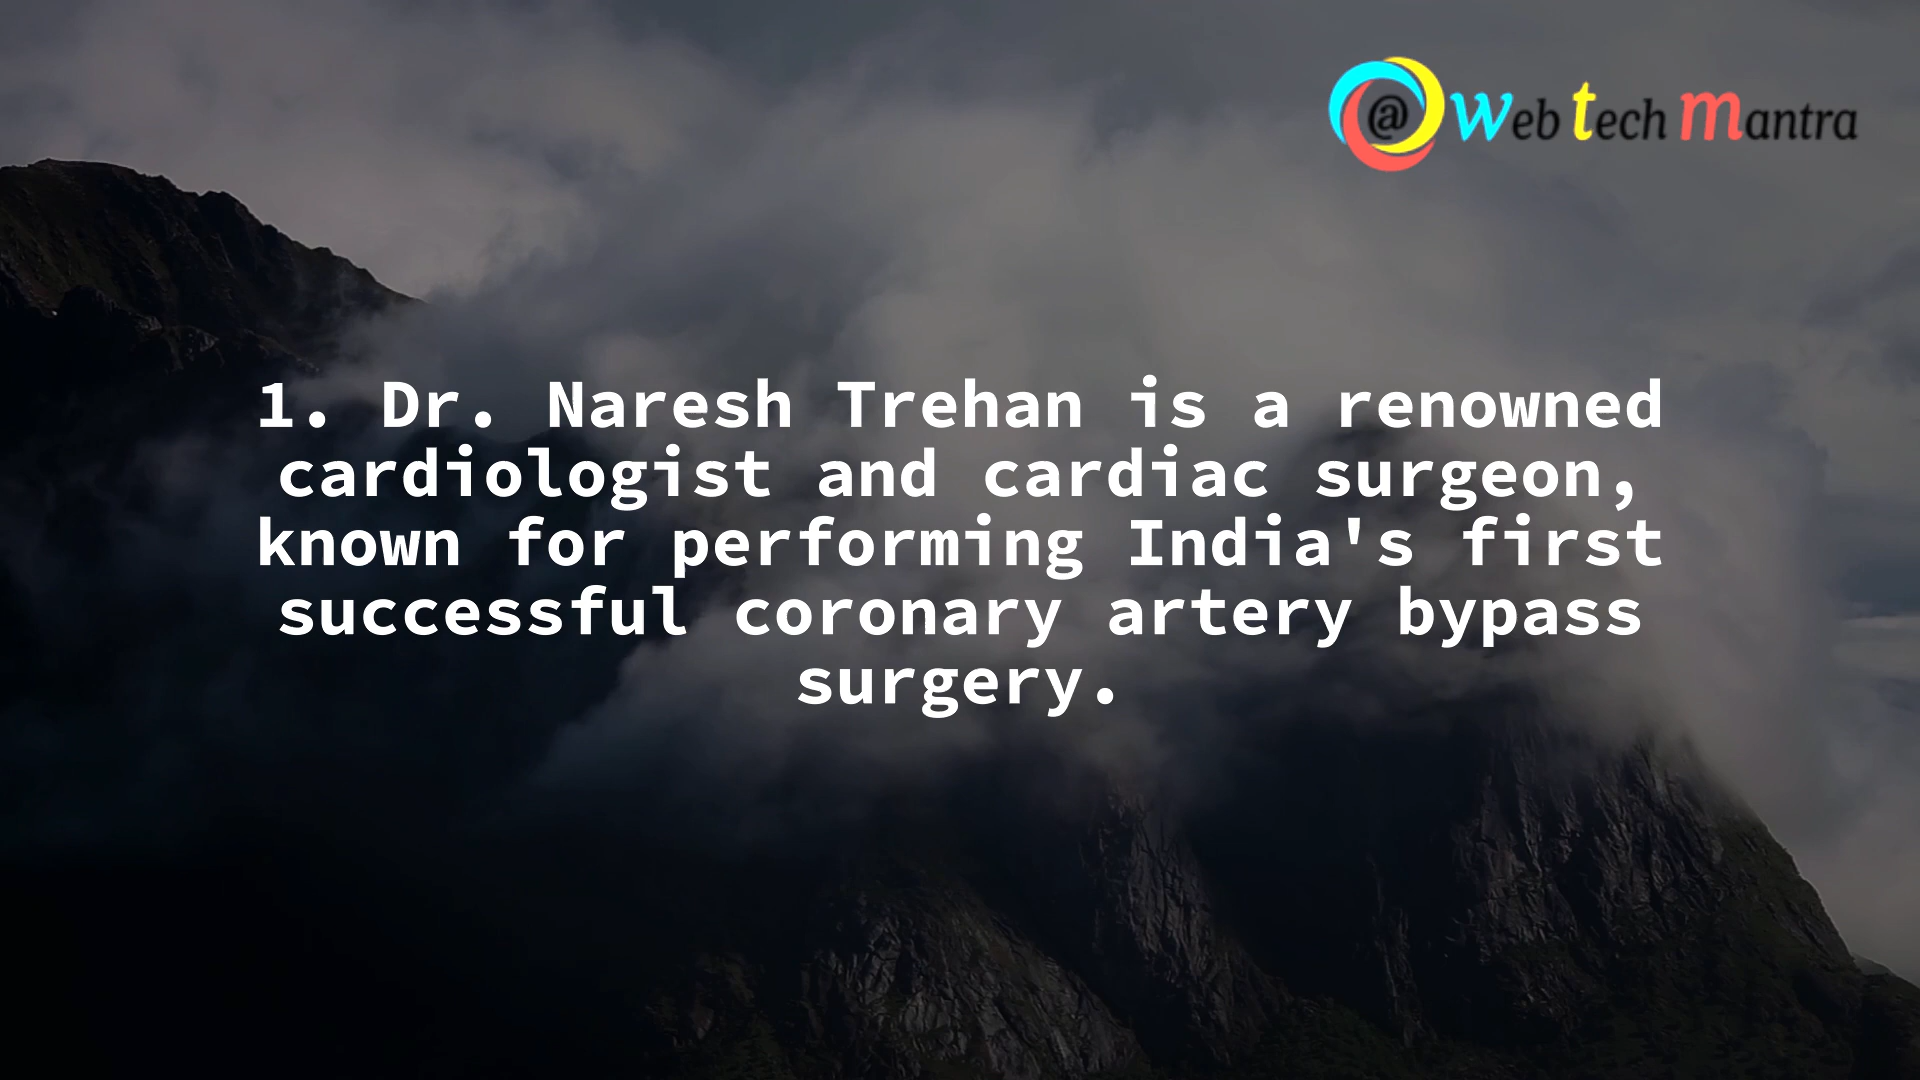 @ Web tech Mantra
1. Dr. Naresh Trehan is a renowned
cardiologist and cardiac surgeon,
known for performing India's first
successful coronary artery bypass
surgery.